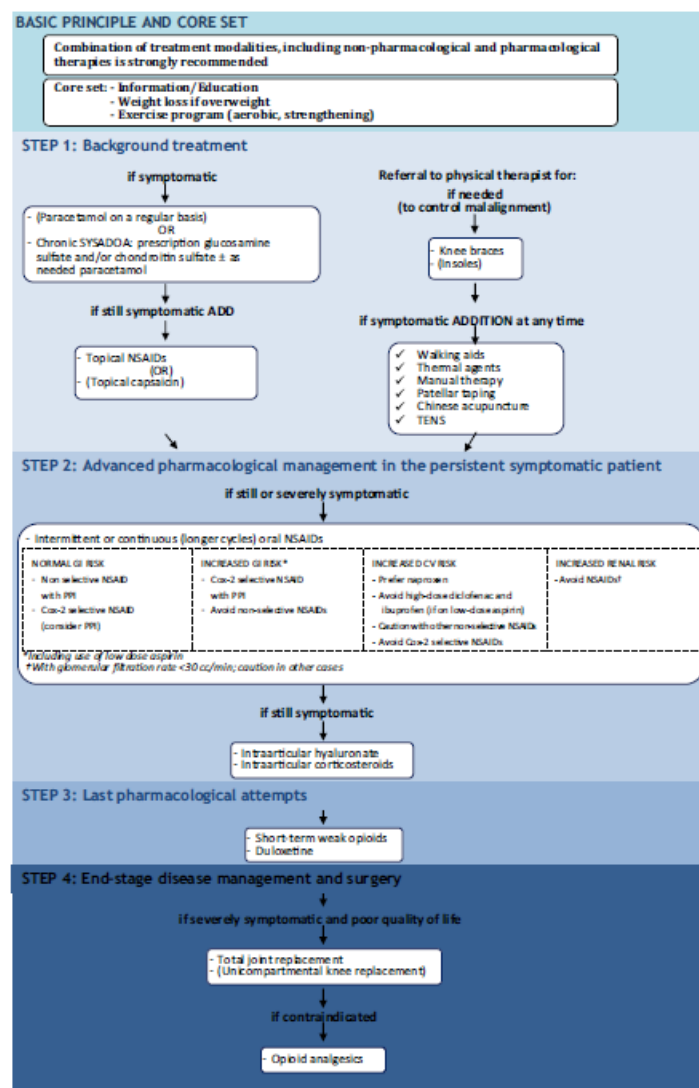 BASIC PRINCIPLE AND CORE SET
Combination of treatment modalities, including non-pharmacological and pharmacological
therapies is strongly recommended
Core set: - Information/Education
- Weight loss if overweight
- Exercise program (aerobic, strengthening)
STEP 1: Background treatment
if symptomatic
- (Paracetamol on a regular basis)
OR
- Chronic SYSADOA: prescription glucosamine
sulfate and/or chondroitin sulfate ± as
needed paracetamol
if still symptomatic ADD
- Topical NSAIDs
(OR)
- (Topical capsaicin)
Referral to physical therapist for:
if needed
(to control malalignment)
- Knee braces
- (Insoles)
if symptomatic ADDITION at any time
✓ Walking aids
✓ Thermal agents
✓ Manual therapy
✓ Patellar taping
✓ Chinese acupuncture
✓ TENS
STEP 2: Advanced pharmacological management in the persistent symptomatic patient
if still or severely symptomatic
- Intermittent or continuous (longer cycles) oral NSAIDs
NORMAL GI RISK
- Non selective NSAID
with PPI
- Cox-2 selective NSAID
(consider PPI)
INCREASED GI RISK*
- Cox-2 selective NSAID
with PPI
- Avoid non-selective NSAIDs
INCREASED CV RISK
- Prefer naproxen
- Avoid high-dose diclofenac and
ibuprofen (if on low-dose aspirin)
- Caution with other non-selective NSAIDs
- Avoid Cox-2 selective NSAIDs
INCREASED RENAL RISK
- Avoid NSAIDs†
*Including use of low dose aspirin
†With glomerular filtration rate <30 cc/min; caution in other cases
if still symptomatic
- Intraarticular hyaluronate
- Intraarticular corticosteroids
STEP 3: Last pharmacological attempts
- Short-term weak opioids
- Duloxetine
STEP 4: End-stage disease management and surgery
if severely symptomatic and poor quality of life
- Total joint replacement
- (Unicompartmental knee replacement)
if contraindicated
- Opioid analgesics